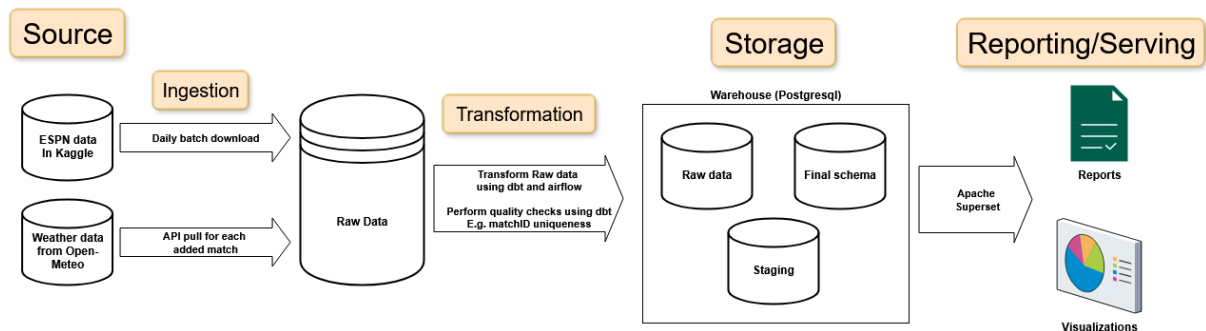 Source
Ingestion
ESPN data
In Kaggle
Daily batch download
Weather data
from Open-
Meteo
API pull for each
added match
Raw Data
Transformation
Transform Raw data
using dbt and airflow
Perform quality checks using dbt
E.g. matchID uniqueness
Storage
Warehouse (Postgresql)
Raw data
Final schema
Staging
Reporting/Serving
Apache
Superset
Reports
Visualizations